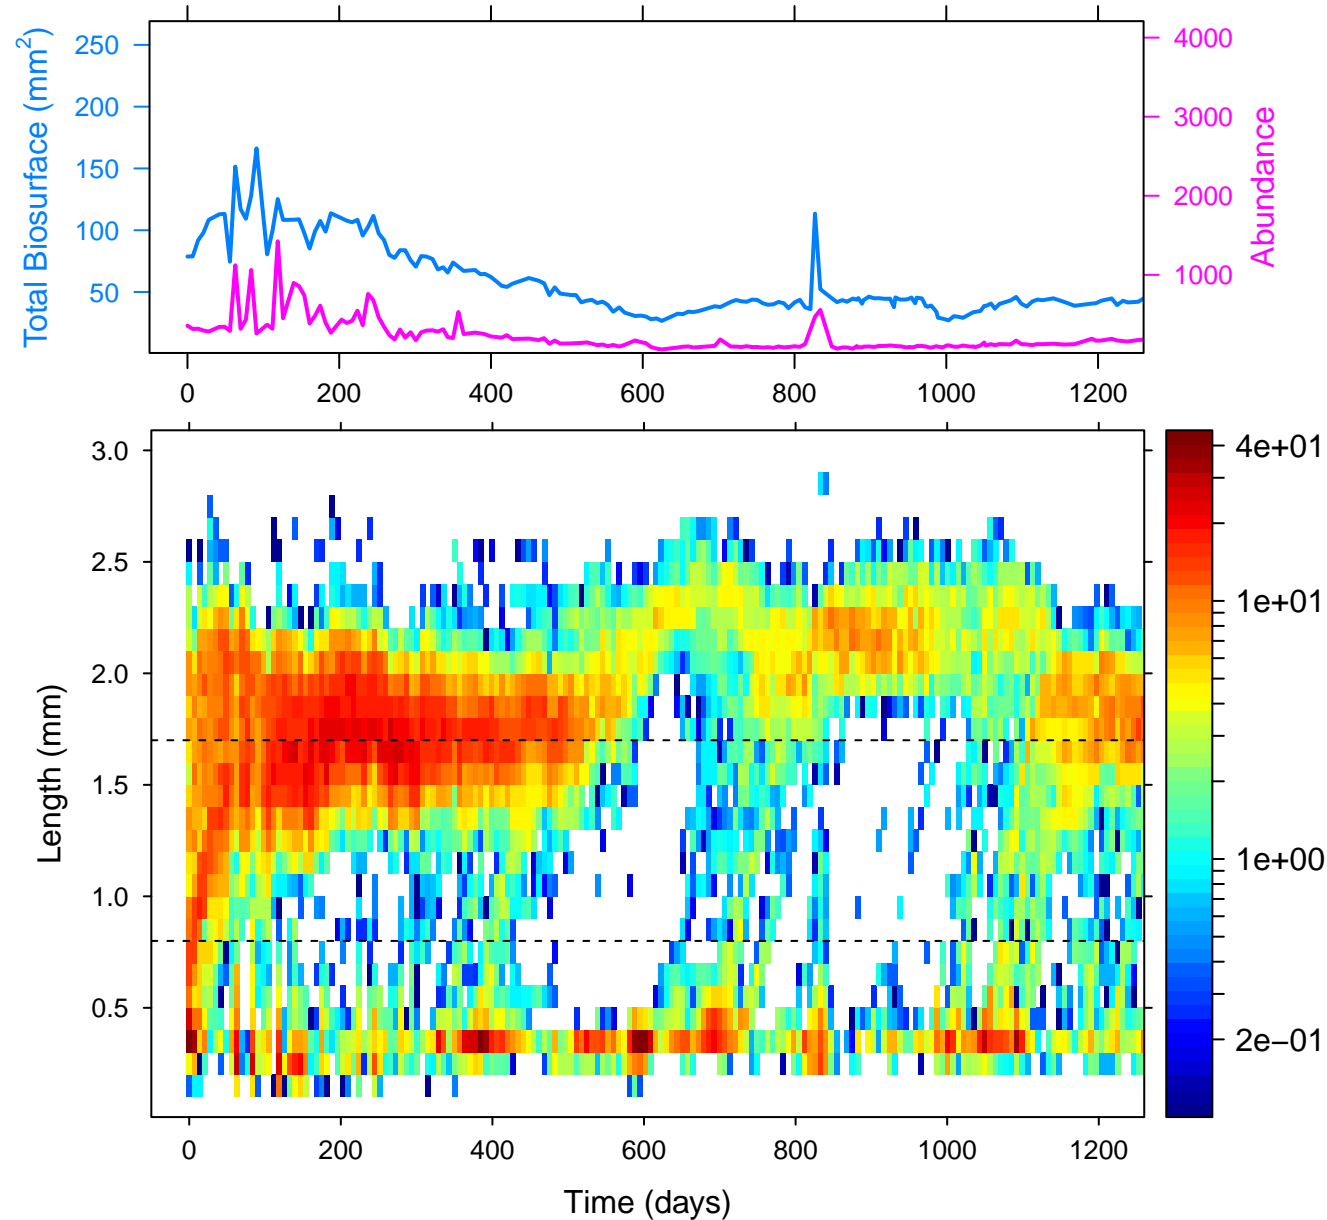 Total Biosurface (mm²)
250
200
150
100
50
4000
3000
2000
1000
Abundance
0 200 400 600 800 1000 1200
Length (mm)
3.0
2.5
2.0
1.5
1.0
0.5
4e+01
1e+01
1e+00
2e−01
0 200 400 600 800 1000 1200
Time (days)